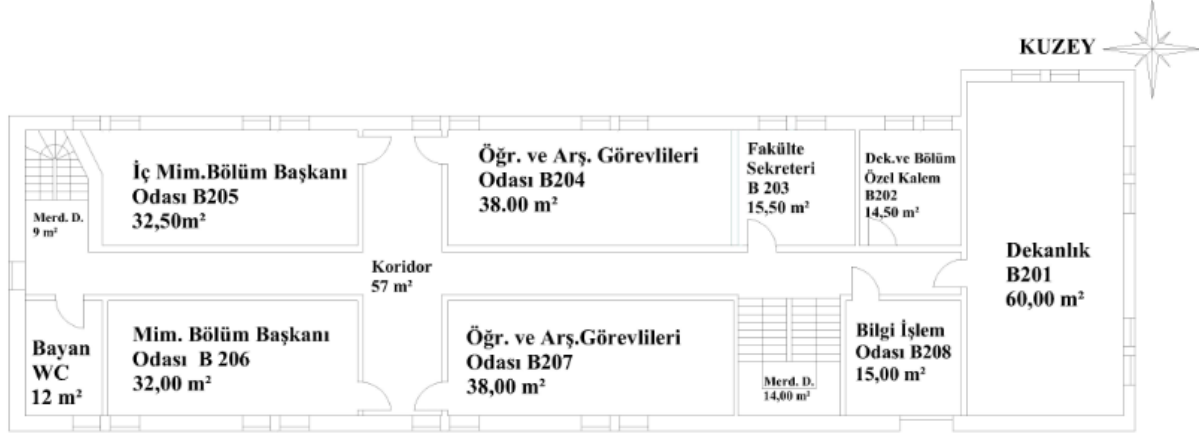 KUZEY
İç Mim.Bölüm Başkanı
Odası B205
32,50m²
Öğr. ve Arş. Görevlileri
Odası B204
38.00 m²
Fakülte
Sekreteri
B 203
15,50 m²
Dek.ve Bölüm
Özel Kalem
B202
14,50 m²
Merd. D.
9 m²
Koridor
57 m²
Dekanlık
B201
60,00 m²
Bayan
WC
12 m²
Mim. Bölüm Başkanı
Odası B 206
32,00 m²
Öğr. ve Arş.Görevlileri
Odası B207
38,00 m²
Merd. D.
14,00 m²
Bilgi İşlem
Odası B208
15,00 m²